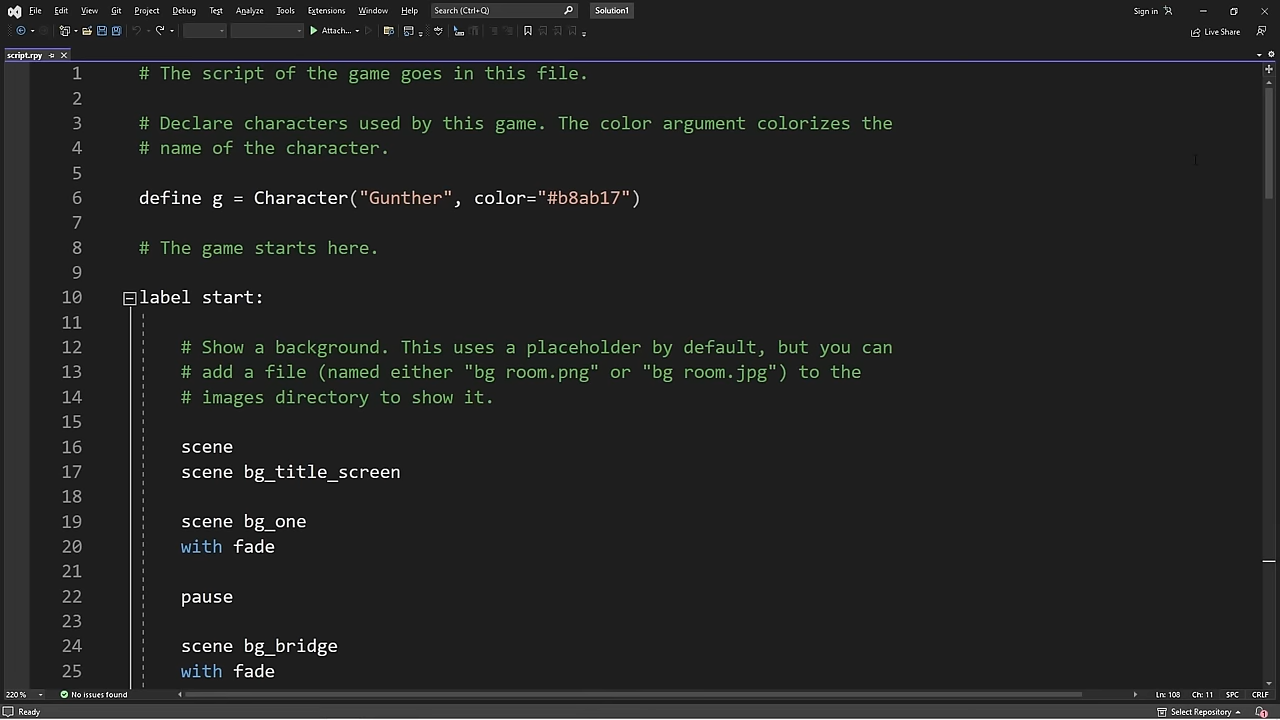 File Edit View Git Project Debug Test Analyze Tools Extensions Window Help Search (Ctrl+Q) Solution1 Sign in
Attach... Live Share
script.rpy
1 # The script of the game goes in this file.
2
3 # Declare characters used by this game. The color argument colorizes the
4 # name of the character.
5
6 define g = Character("Gunther", color="#b8ab17")
7
8 # The game starts here.
9
10 label start:
11
12 # Show a background. This uses a placeholder by default, but you can
13 # add a file (named either "bg room.png" or "bg room.jpg") to the
14 # images directory to show it.
15
16 scene
17 scene bg_title_screen
18
19 scene bg_one
20 with fade
21
22 pause
23
24 scene bg_bridge
25 with fade
220 % No issues found Ln: 108 Ch: 11 SPC CRLF
Ready Select Repository 1